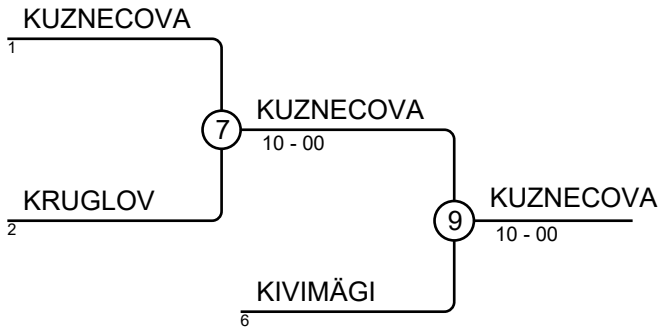 KUZNECOVA
1
7
KUZNECOVA
10 - 00
KRUGLOV
2
9
KUZNECOVA
10 - 00
KIVIMÄGI
6